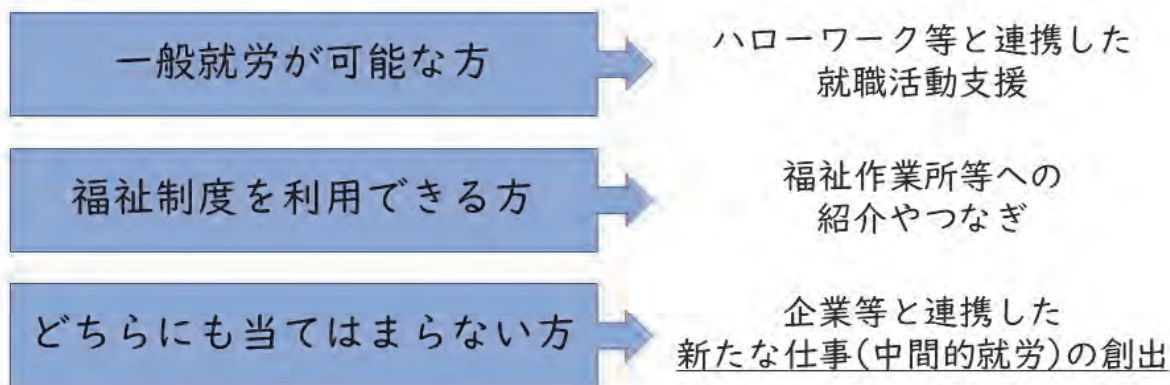 一般就労が可能な方
ハローワーク等と連携した
就職活動支援
福祉制度を利用できる方
福祉作業所等への
紹介やつなぎ
どちらにも当てはまらない方
企業等と連携した
新たな仕事(中間的就労)の創出